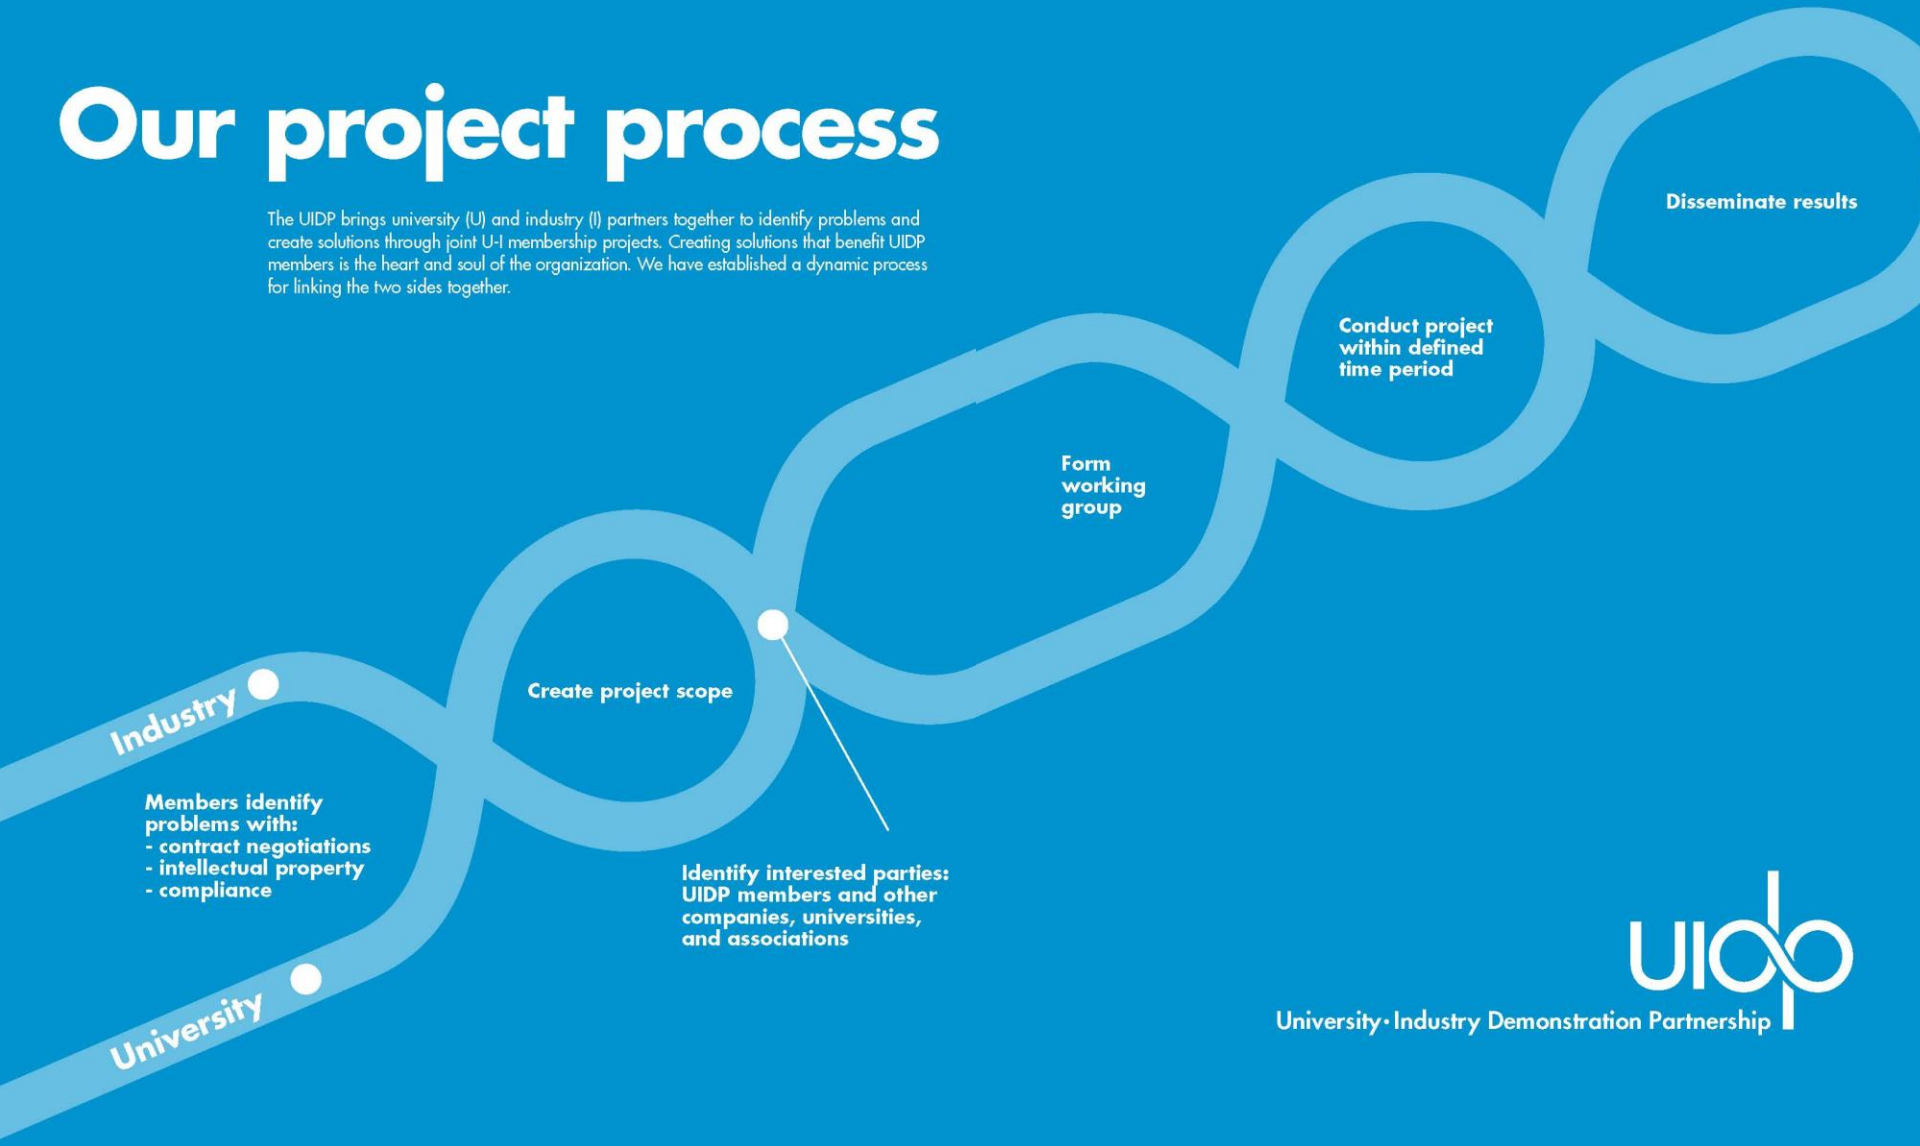 Our project process
The UIDP brings university (U) and industry (I) partners together to identify problems and
create solutions through joint U-I membership projects. Creating solutions that benefit UIDP
members is the heart and soul of the organization. We have established a dynamic process
for linking the two sides together.
Disseminate results
Conduct project
within defined
time period
Form
working
group
Create project scope
Industry
Members identify
problems with:
- contract negotiations
- intellectual property
- compliance
Identify interested parties:
UIDP members and other
companies, universities,
and associations
University
uidp
University·Industry Demonstration Partnership